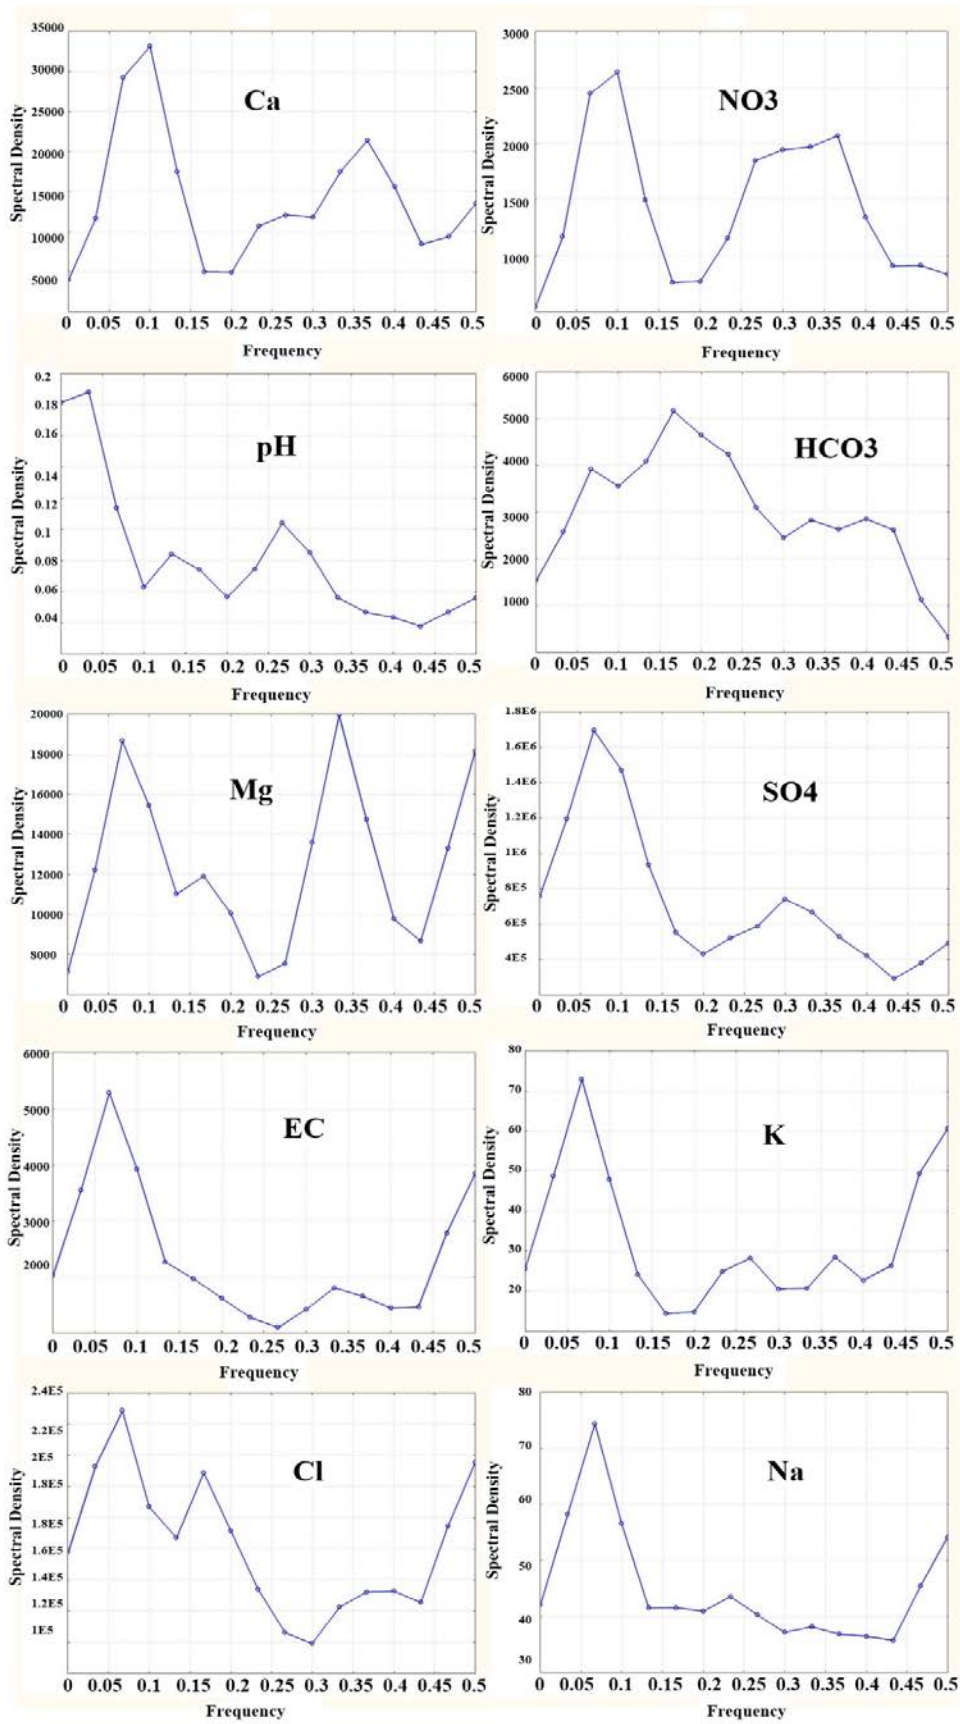 35000
30000
25000
20000
15000
10000
5000
Spectral Density
Ca
0 0.05 0.1 0.15 0.2 0.25 0.3 0.35 0.4 0.45 0.5
Frequency
3000
2500
2000
1500
1000
Spectral Density
NO3
0 0.05 0.1 0.15 0.2 0.25 0.3 0.35 0.4 0.45 0.5
Frequency
0.2
0.18
0.16
0.14
0.12
0.1
0.08
0.06
0.04
Spectral Density
pH
0 0.05 0.1 0.15 0.2 0.25 0.3 0.35 0.4 0.45 0.5
Frequency
6000
5000
4000
3000
2000
1000
Spectral Density
HCO3
0 0.05 0.1 0.15 0.2 0.25 0.3 0.35 0.4 0.45 0.5
Frequency
20000
18000
16000
14000
12000
10000
8000
Spectral Density
Mg
0 0.05 0.1 0.15 0.2 0.25 0.3 0.35 0.4 0.45 0.5
Frequency
1.8E6
1.6E6
1.4E6
1.2E6
1E6
8E5
6E5
4E5
Spectral Density
SO4
0 0.05 0.1 0.15 0.2 0.25 0.3 0.35 0.4 0.45 0.5
Frequency
6000
5000
4000
3000
2000
Spectral Density
EC
0 0.05 0.1 0.15 0.2 0.25 0.3 0.35 0.4 0.45 0.5
Frequency
80
70
60
50
40
30
20
Spectral Density
K
0 0.05 0.1 0.15 0.2 0.25 0.3 0.35 0.4 0.45 0.5
Frequency
2.4E5
2.2E5
2E5
1.8E5
1.8E5
1.6E5
1.4E5
1.2E5
1E5
Spectral Density
Cl
0 0.05 0.1 0.15 0.2 0.25 0.3 0.35 0.4 0.45 0.5
Frequency
80
70
60
50
40
30
Spectral Density
Na
0 0.05 0.1 0.15 0.2 0.25 0.3 0.35 0.4 0.45 0.5
Frequency